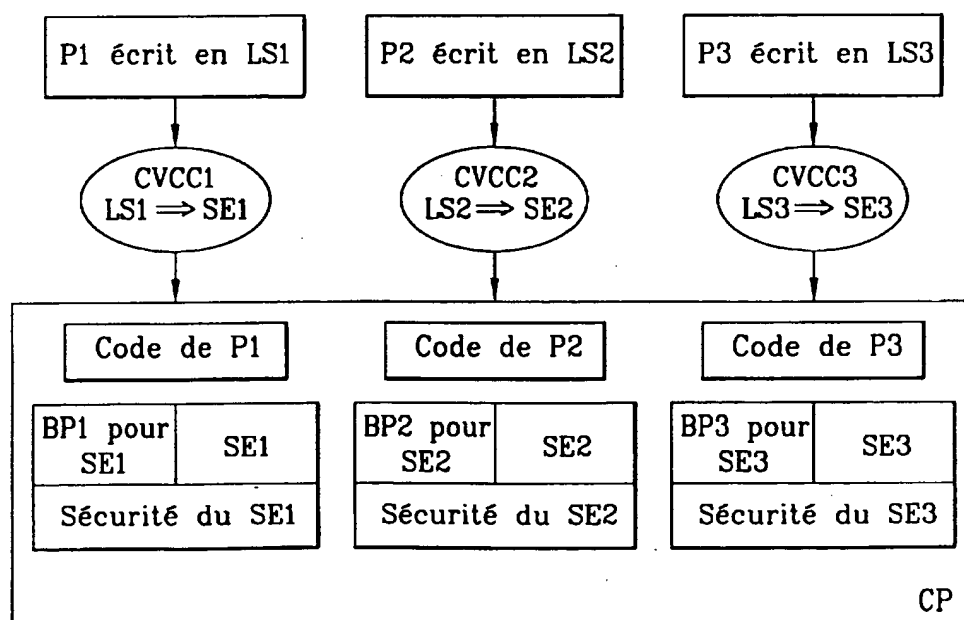 P1 écrit en LS1
P2 écrit en LS2
P3 écrit en LS3
CVCC1
LS1 ⟹ SE1
CVCC2
LS2 ⟹ SE2
CVCC3
LS3 ⟹ SE3
Code de P1
Code de P2
Code de P3
BP1 pour
SE1
SE1
BP2 pour
SE2
SE2
BP3 pour
SE3
SE3
Sécurité du SE1
Sécurité du SE2
Sécurité du SE3
CP